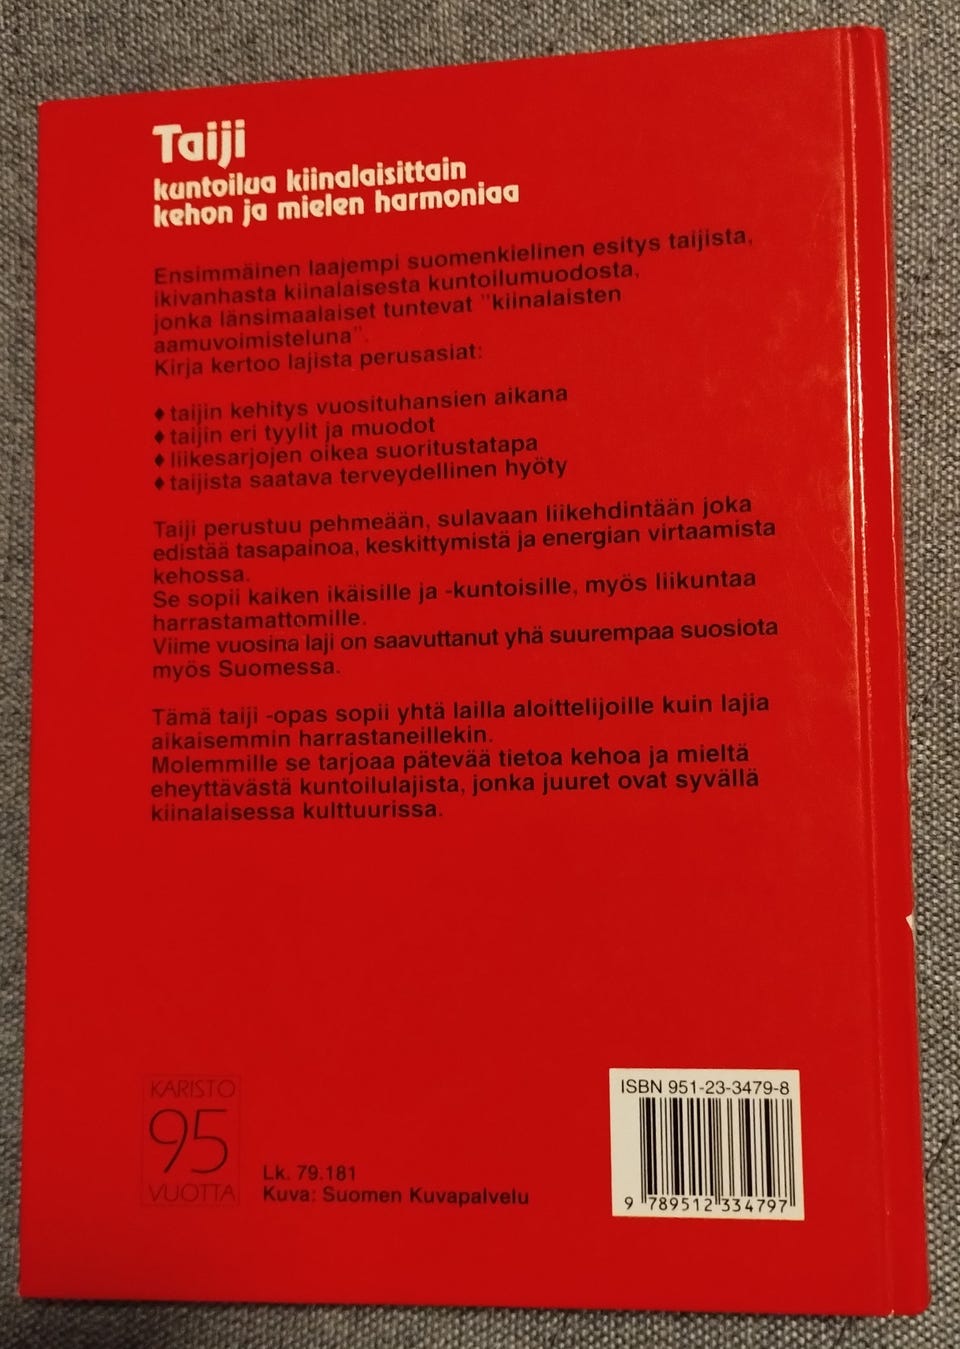 Taiji
kuntoilua kiinalaisittain
kehon ja mielen harmoniaa
Ensimmäinen laajempi suomenkielinen esitys taijista,
ikivanhasta kiinalaisesta kuntoilumuodosta,
jonka länsimaalaiset tuntevat "kiinalaisten
aamuvoimisteluna".
Kirja kertoo lajista perusasiat:
♦ taijin kehitys vuosituhansien aikana
♦ taijin eri tyylit ja muodot
♦ liikesarjojen oikea suoritustatapa
♦ taijista saatava terveydellinen hyöty
Taiji perustuu pehmeään, sulavaan liikehdintään joka
edistää tasapainoa, keskittymistä ja energian virtaamista
kehossa.
Se sopii kaiken ikäisille ja -kuntoisille, myös liikuntaa
harrastamattomille.
Viime vuosina laji on saavuttanut yhä suurempaa suosiota
myös Suomessa.
Tämä taiji -opas sopii yhtä lailla aloittelijoille kuin lajia
aikaisemmin harrastaneillekin.
Molemmille se tarjoaa pätevää tietoa kehoa ja mieltä
eheyttävästä kuntoilulajista, jonka juuret ovat syvällä
kiinalaisessa kulttuurissa.
KARISTO
95
VUOTTA
Lk. 79.181
Kuva: Suomen Kuvapalvelu
ISBN 951-23-3479-8
9 789512 334797